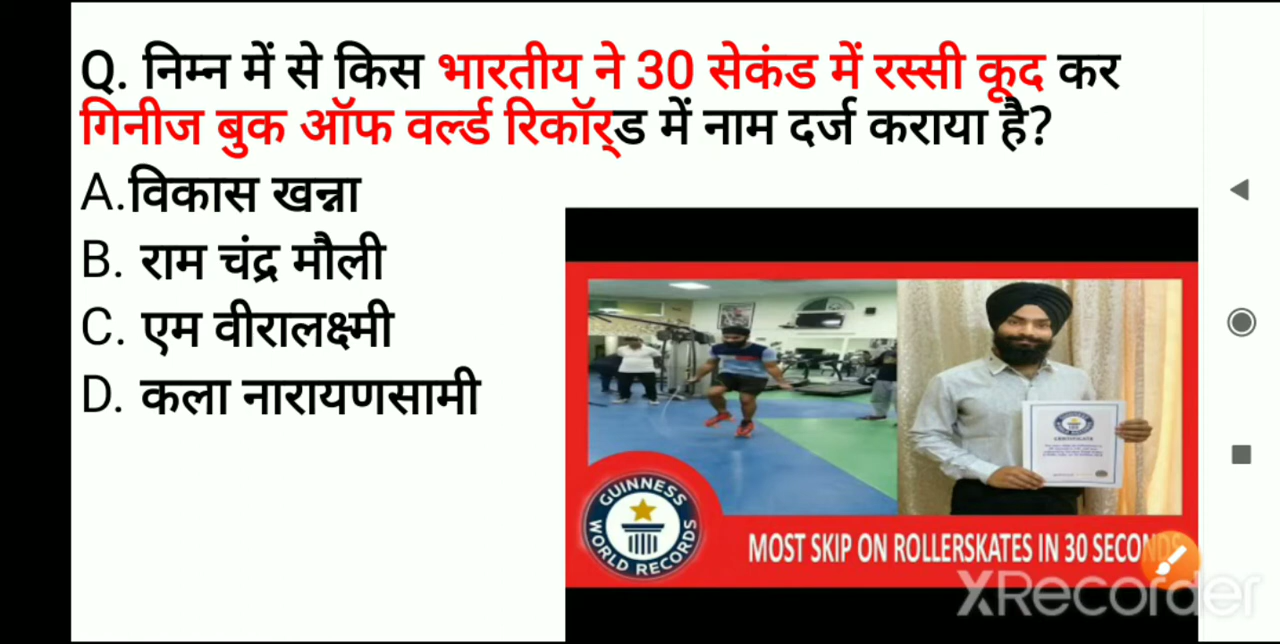 Q. निम्न में से किस भारतीय ने 30 सेकंड में रस्सी कूद कर
गिनीज बुक ऑफ वर्ल्ड रिकॉर्ड में नाम दर्ज कराया है?
A.विकास खन्ना
B. राम चंद्र मौली
C. एम वीरालक्ष्मी
D. कला नारायणसामी
GUINNESS
WORLD RECORDS
CERTIFICATE
MOST SKIP ON ROLLERSKATES IN 30 SECONDS
XRecorder